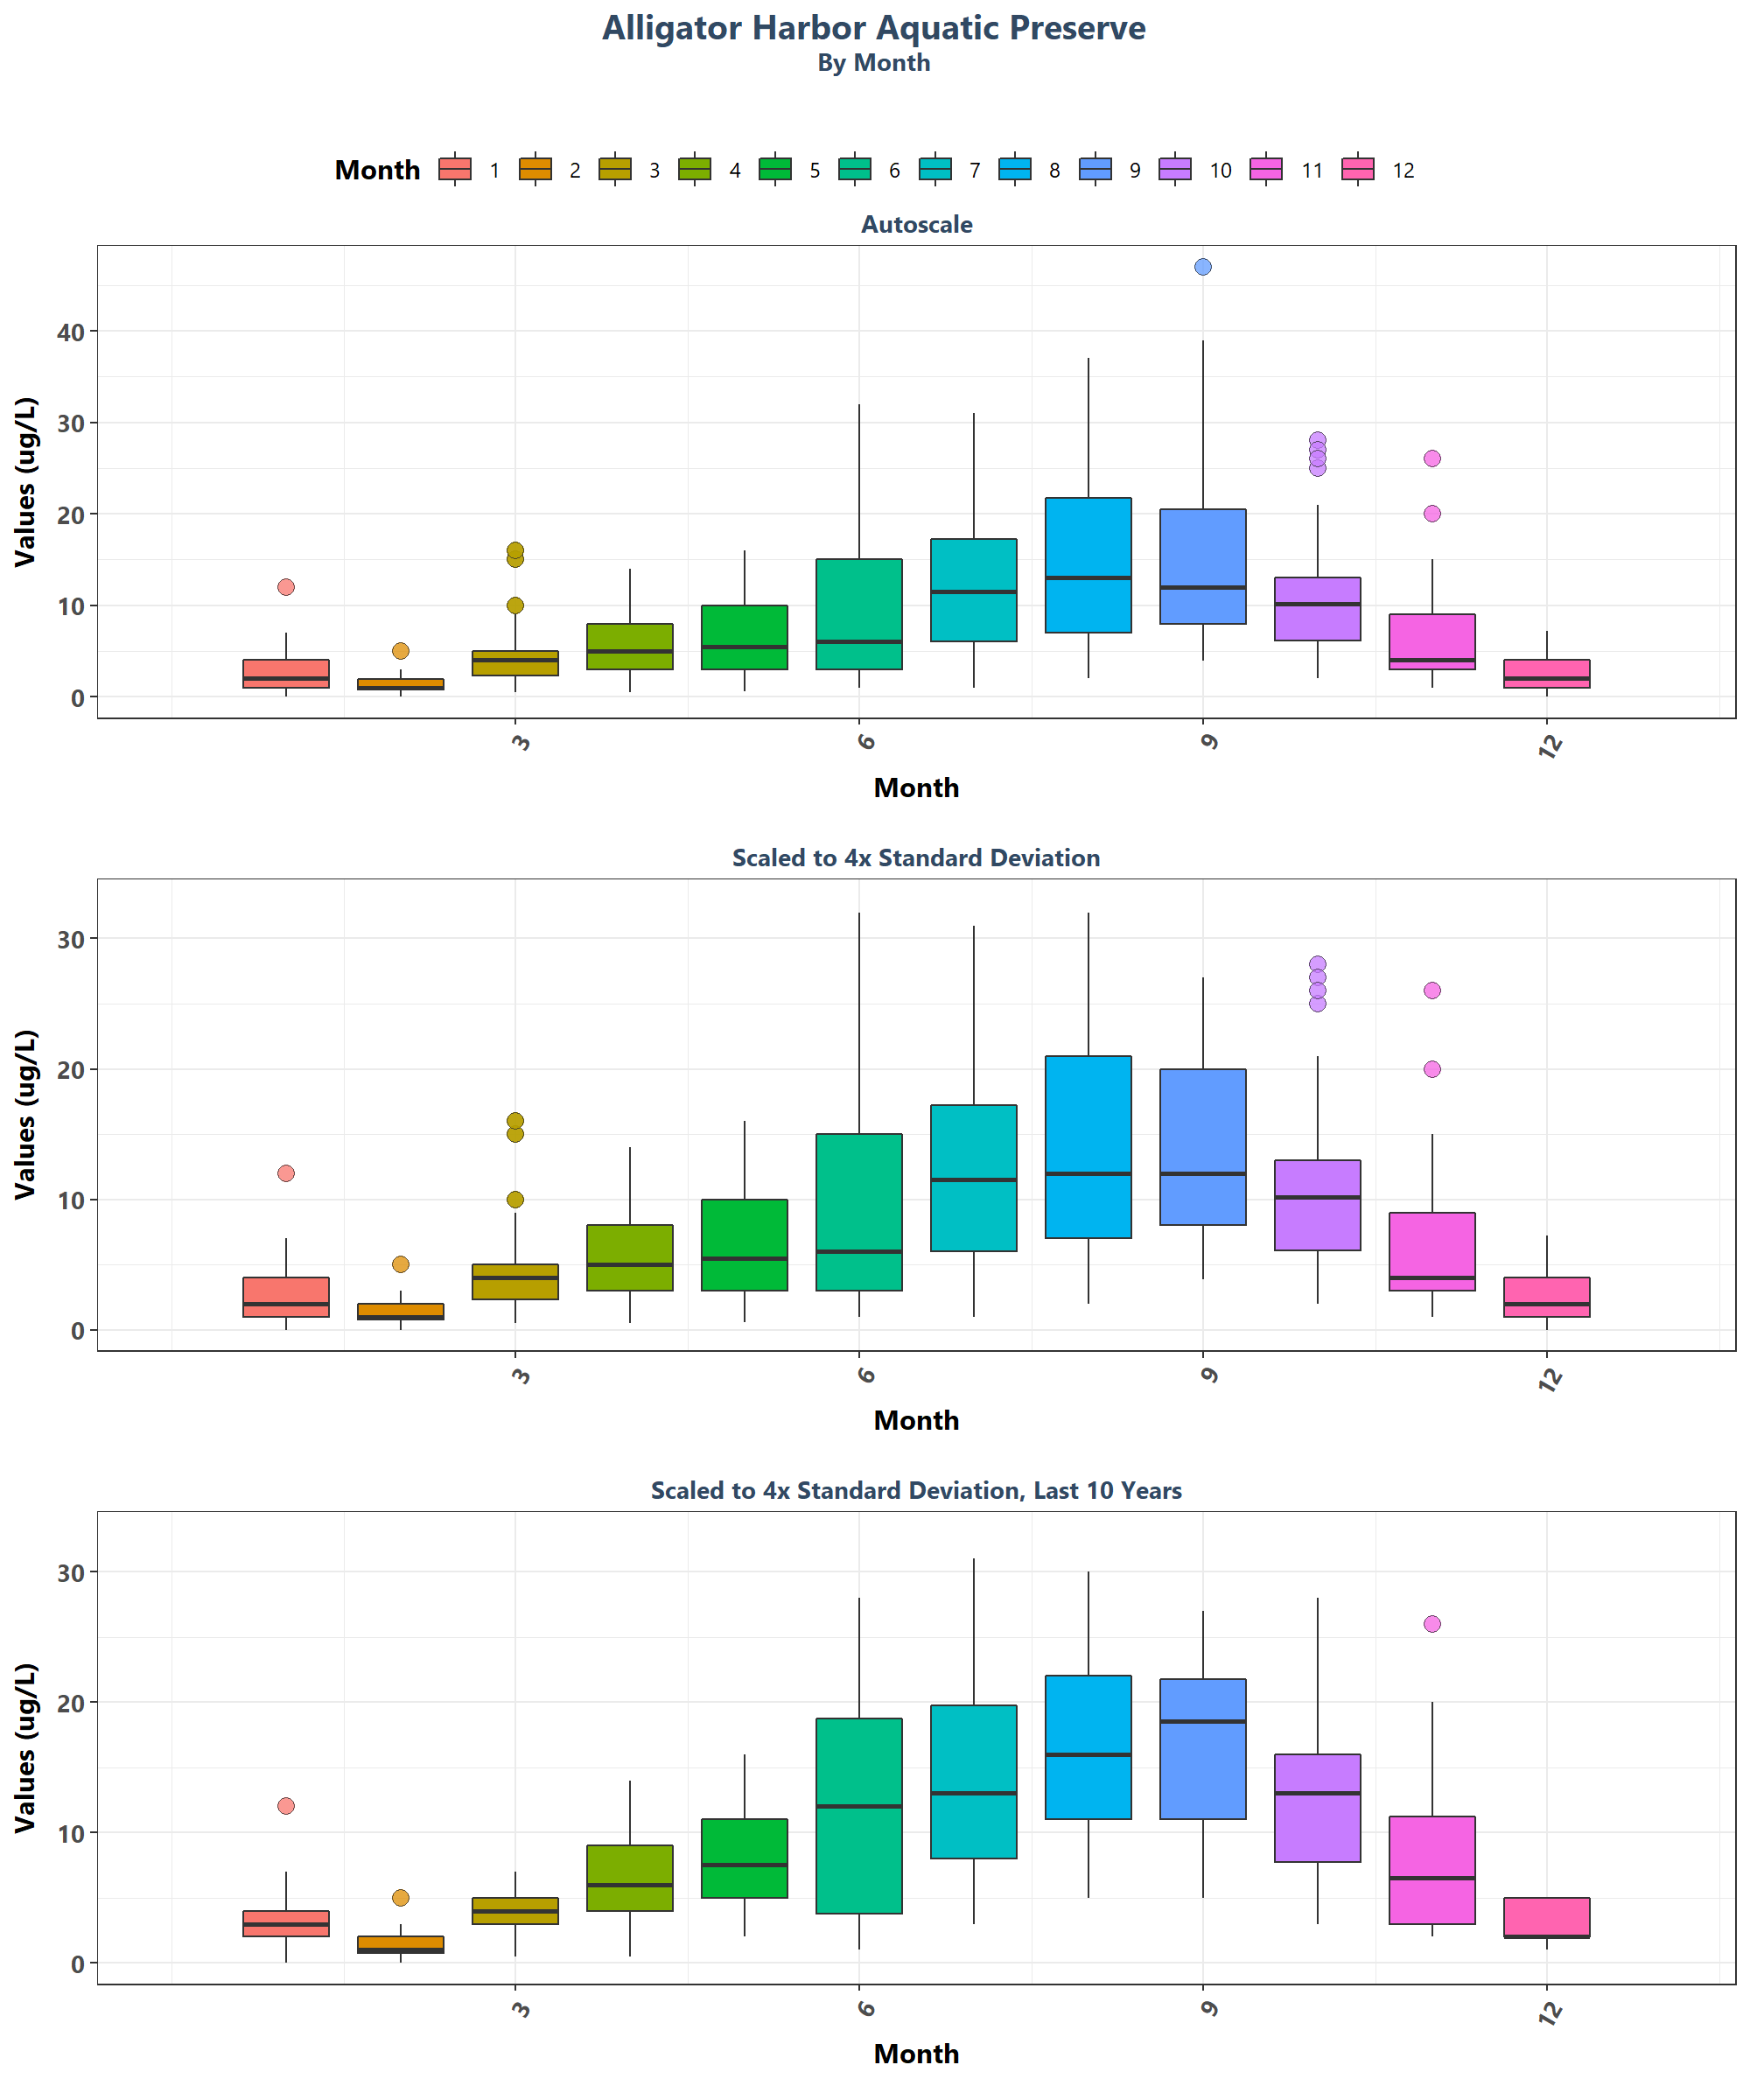 Alligator Harbor Aquatic Preserve
By Month
Month 1 2 3 4 5 6 7 8 9 10 11 12
Autoscale
Values (ug/L)
40
30
20
10
0
3 6 9 12
Month
Scaled to 4x Standard Deviation
Values (ug/L)
30
20
10
0
3 6 9 12
Month
Scaled to 4x Standard Deviation, Last 10 Years
Values (ug/L)
30
20
10
0
3 6 9 12
Month